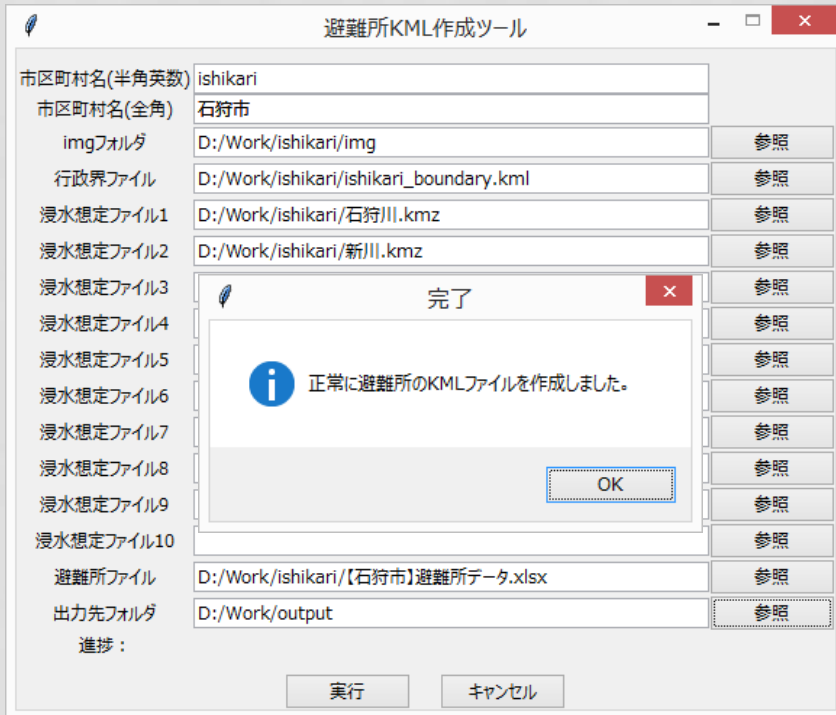 避難所KML作成ツール
市区町村名(半角英数) ishikari
市区町村名(全角) 石狩市
imgフォルダ D:/Work/ishikari/img 参照
行政界ファイル D:/Work/ishikari/ishikari_boundary.kml 参照
浸水想定ファイル1 D:/Work/ishikari/石狩川.kmz 参照
浸水想定ファイル2 D:/Work/ishikari/新川.kmz 参照
浸水想定ファイル3 参照
浸水想定ファイル4 参照
浸水想定ファイル5 参照
浸水想定ファイル6 参照
浸水想定ファイル7 参照
浸水想定ファイル8 参照
浸水想定ファイル9 参照
浸水想定ファイル10 参照
避難所ファイル D:/Work/ishikari/【石狩市】避難所データ.xlsx 参照
出力先フォルダ D:/Work/output 参照
進捗：
実行 キャンセル
完了
正常に避難所のKMLファイルを作成しました。
OK